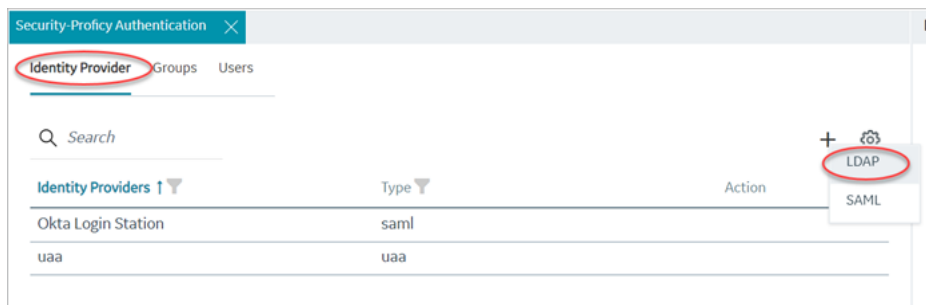 Security-Proficy Authentication
Identity Provider Groups Users
Search
LDAP
SAML
Identity Providers Type Action
Okta Login Station saml
uaa uaa